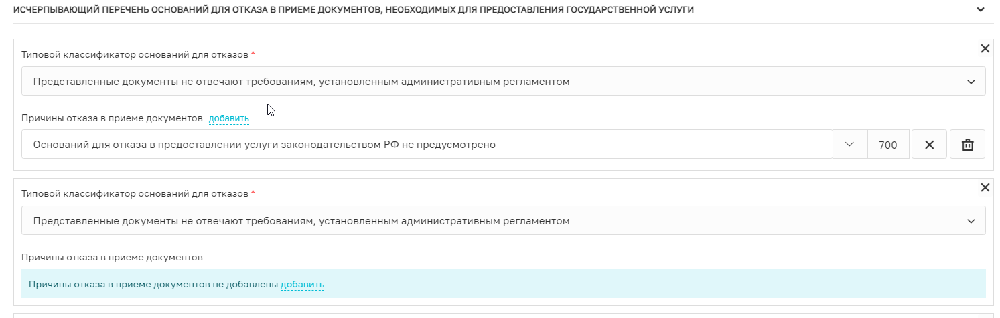 ИСЧЕРПЫВАЮЩИЙ ПЕРЕЧЕНЬ ОСНОВАНИЙ ДЛЯ ОТКАЗА В ПРИЕМЕ ДОКУМЕНТОВ, НЕОБХОДИМЫХ ДЛЯ ПРЕДОСТАВЛЕНИЯ ГОСУДАРСТВЕННОЙ УСЛУГИ
Типовой классификатор оснований для отказов *
Представленные документы не отвечают требованиям, установленным административным регламентом
Причины отказа в приеме документов добавить
Оснований для отказа в предоставлении услуги законодательством РФ не предусмотрено 700
Типовой классификатор оснований для отказов *
Представленные документы не отвечают требованиям, установленным административным регламентом
Причины отказа в приеме документов
Причины отказа в приеме документов не добавлены добавить